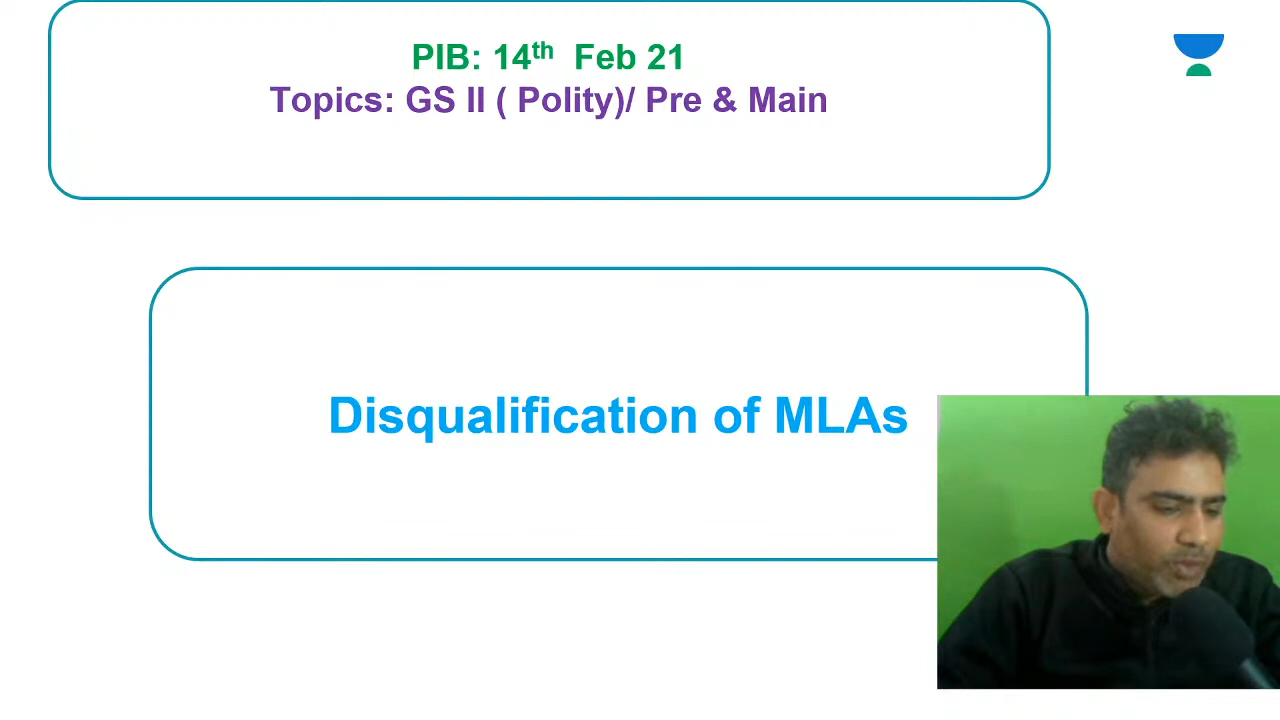 PIB: 14th Feb 21
Topics: GS II ( Polity)/ Pre & Main
Disqualification of MLAs